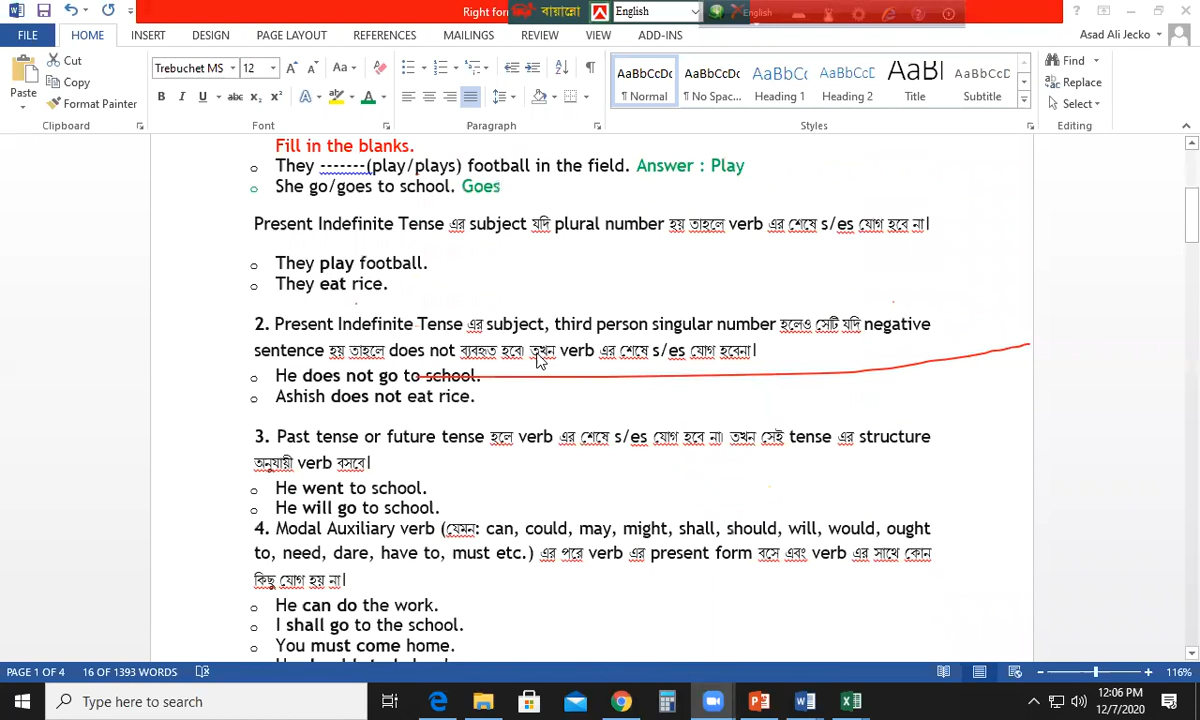 Right for
বায়ান্নো
English
English
FILE HOME INSERT DESIGN PAGE LAYOUT REFERENCES MAILINGS REVIEW VIEW ADD-INS
Asad Ali Jecko
Paste
Cut
Copy
Format Painter
Clipboard
Trebuchet MS 12
Font
Paragraph
AaBbCcDc AaBbCcDc AaBbCc AaBbCcC AaBl AaBbCcDc
¶ Normal ¶ No Spac... Heading 1 Heading 2 Title Subtitle
Styles
Find
Replace
Select
Editing
Fill in the blanks.
They -------(play/plays) football in the field. Answer : Play
She go/goes to school. Goes
Present Indefinite Tense এর subject যদি plural number হয় তাহলে verb এর শেষে s/es যোগ হবে না।
They play football.
They eat rice.
2. Present Indefinite Tense এর subject, third person singular number হলেও সেটি যদি negative
sentence হয় তাহলে does not ব্যবহৃত হবে। তখন verb এর শেষে s/es যোগ হবেনা।
He does not go to school.
Ashish does not eat rice.
3. Past tense or future tense হলে verb এর শেষে s/es যোগ হবে না। তখন সেই tense এর structure
অনুযায়ী verb বসবে।
He went to school.
He will go to school.
4. Modal Auxiliary verb (যেমন: can, could, may, might, shall, should, will, would, ought
to, need, dare, have to, must etc.) এর পরে verb এর present form বসে এবং verb এর সাথে কোন
কিছু যোগ হয় না।
He can do the work.
I shall go to the school.
You must come home.
PAGE 1 OF 4 16 OF 1393 WORDS
116%
Type here to search
12:06 PM
12/7/2020